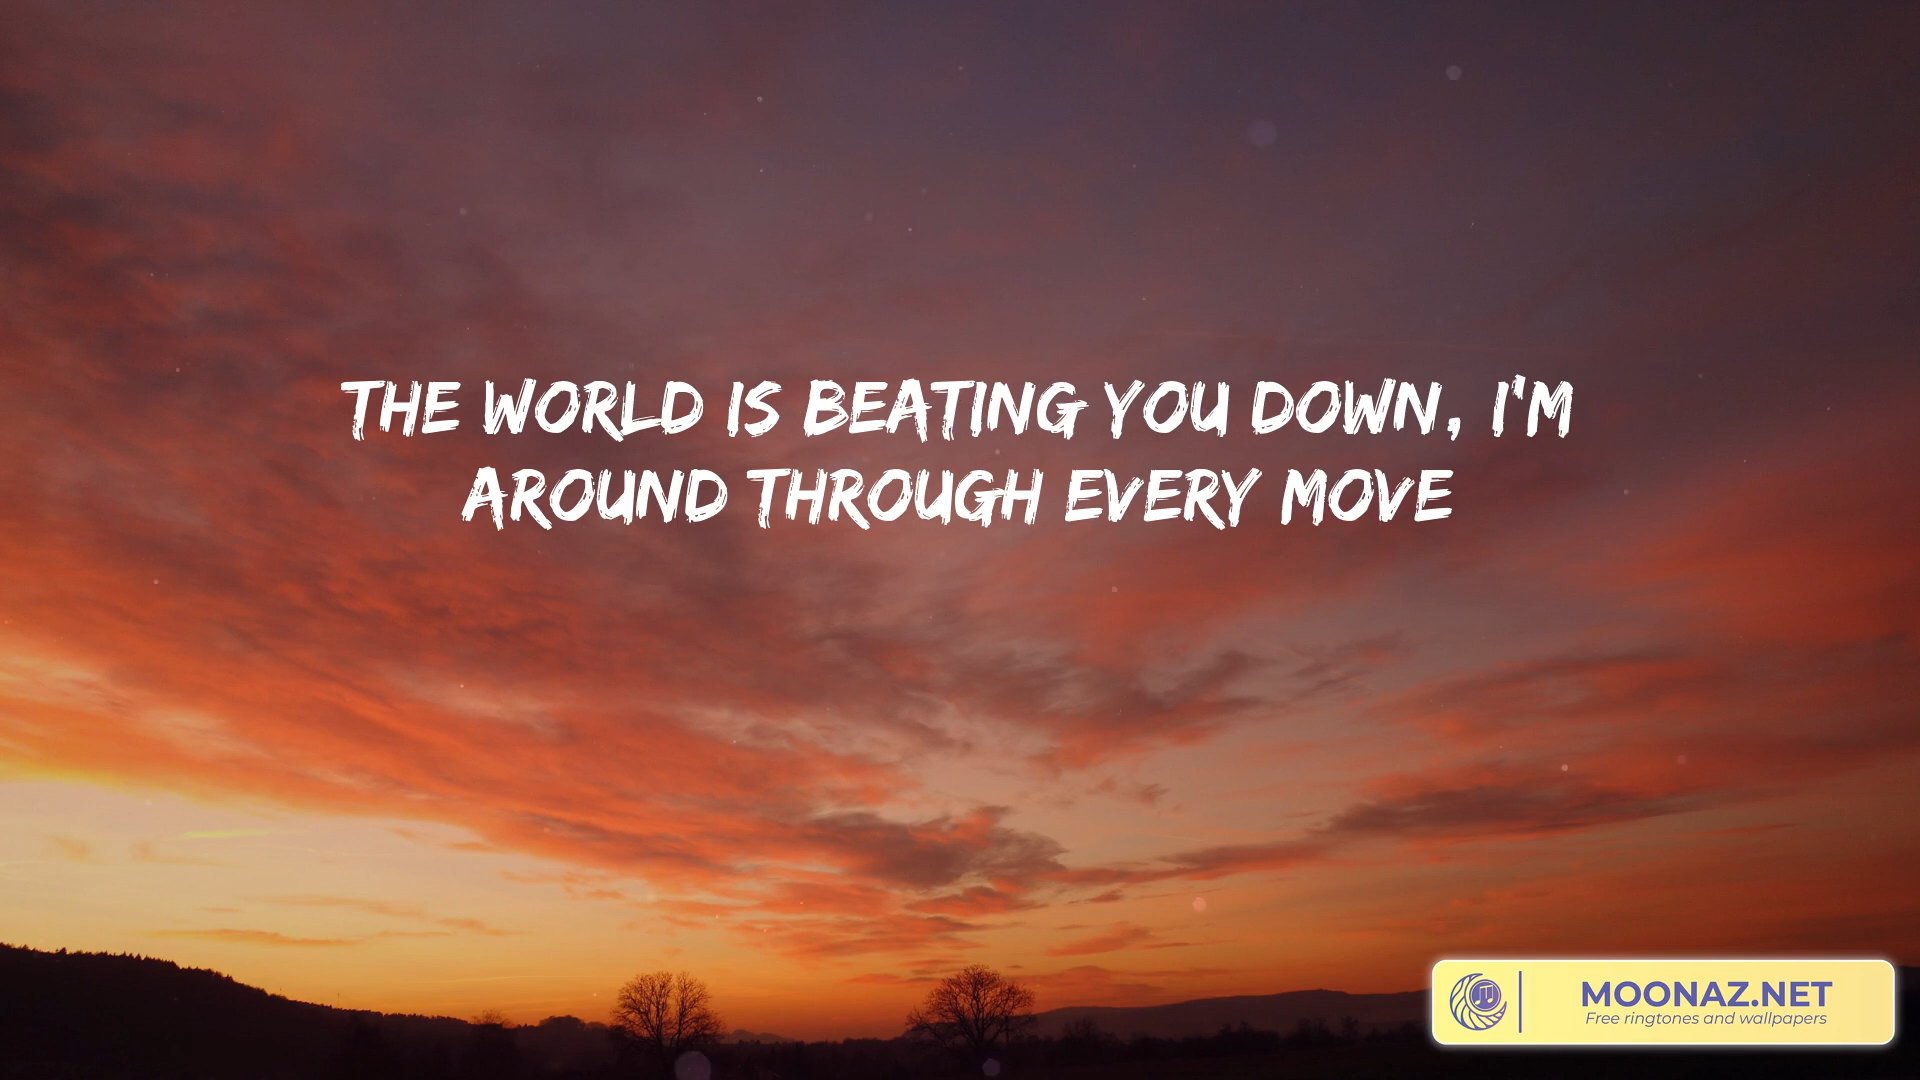 THE WORLD IS BEATING YOU DOWN, I'M
AROUND THROUGH EVERY MOVE
MOONAZ.NET
Free ringtones and wallpapers